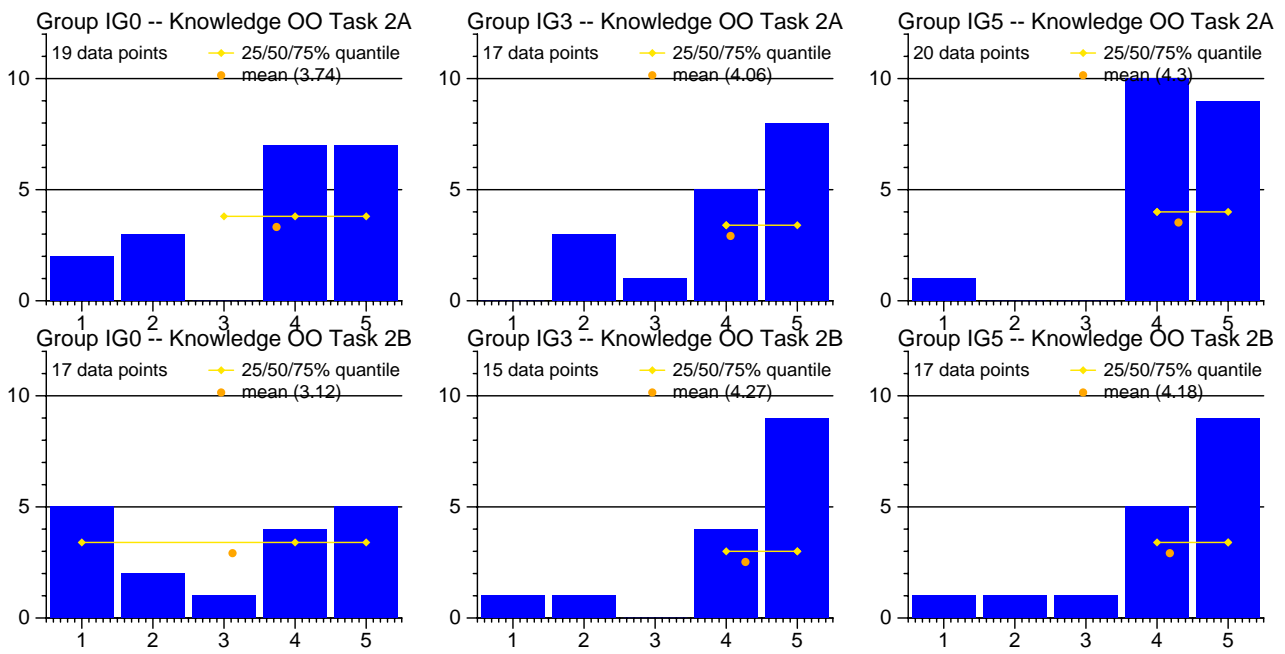 Group IG0 -- Knowledge OO Task 2A
19 data points
25/50/75% quantile
mean (3.74)
10
5
0
1 2 3 4 5
Group IG3 -- Knowledge OO Task 2A
17 data points
25/50/75% quantile
mean (4.06)
10
5
0
1 2 3 4 5
Group IG5 -- Knowledge OO Task 2A
20 data points
25/50/75% quantile
mean (4.3)
10
5
0
1 2 3 4 5
Group IG0 -- Knowledge OO Task 2B
17 data points
25/50/75% quantile
mean (3.12)
10
5
0
1 2 3 4 5
Group IG3 -- Knowledge OO Task 2B
15 data points
25/50/75% quantile
mean (4.27)
10
5
0
1 2 3 4 5
Group IG5 -- Knowledge OO Task 2B
17 data points
25/50/75% quantile
mean (4.18)
10
5
0
1 2 3 4 5